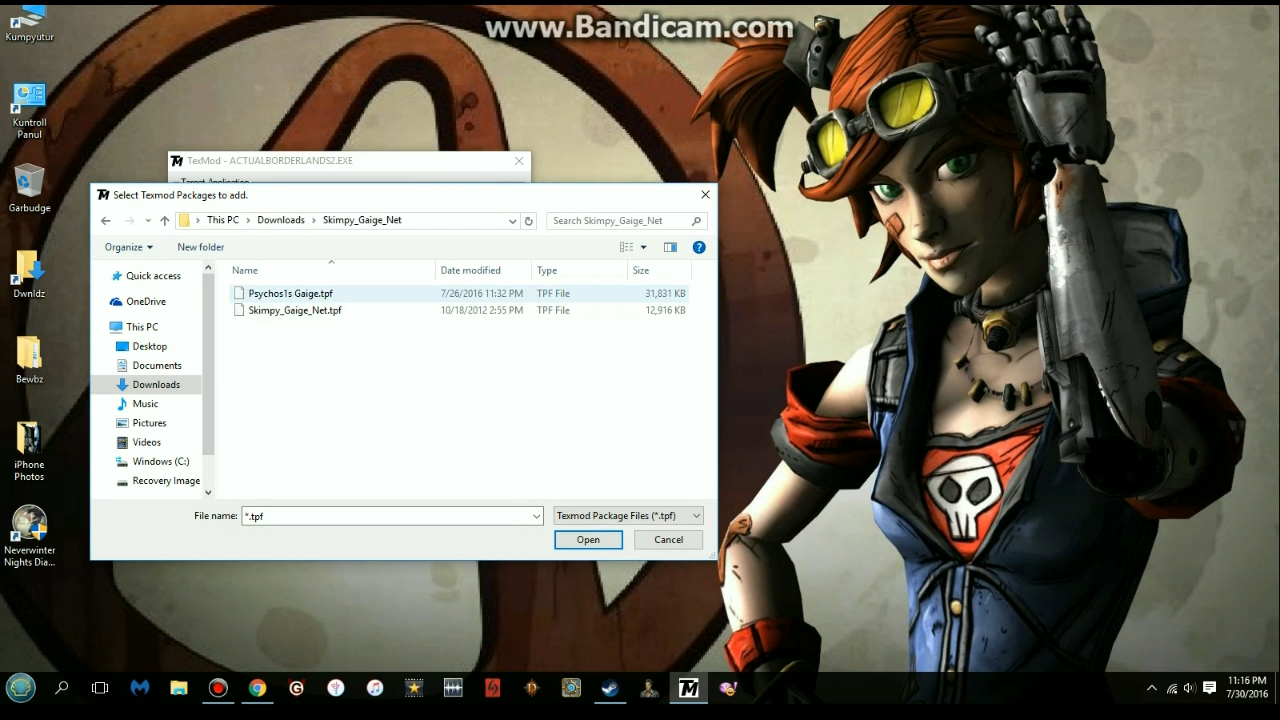 www.Bandicam.com
Kumpyutur
Kuntroll
Panul
Garbudge
Dwnldz
Bewbz
iPhone
Photos
Neverwinter
Nights Dia...
TexMod - ACTUALBORDERLANDS2.EXE
Target Application
Select Texmod Packages to add.
This PC > Downloads > Skimpy_Gaige_Net
Search Skimpy_Gaige_Net
Organize New folder
Quick access
OneDrive
This PC
Desktop
Documents
Downloads
Music
Pictures
Videos
Windows (C:)
Recovery Image
Name Date modified Type Size
Psychos1s Gaige.tpf 7/26/2016 11:32 PM TPF File 31,831 KB
Skimpy_Gaige_Net.tpf 10/18/2012 2:55 PM TPF File 12,916 KB
File name: *.tpf Texmod Package Files (*.tpf)
Open Cancel
11:16 PM
7/30/2016